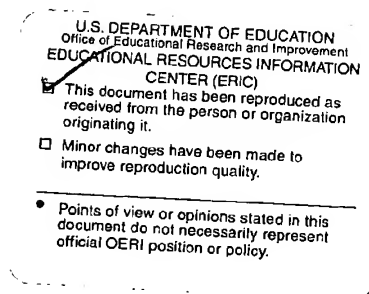 U.S. DEPARTMENT OF EDUCATION
Office of Educational Research and Improvement
EDUCATIONAL RESOURCES INFORMATION
CENTER (ERIC)
☑ This document has been reproduced as
received from the person or organization
originating it.
☐ Minor changes have been made to
improve reproduction quality.
• Points of view or opinions stated in this
document do not necessarily represent
official OERI position or policy.